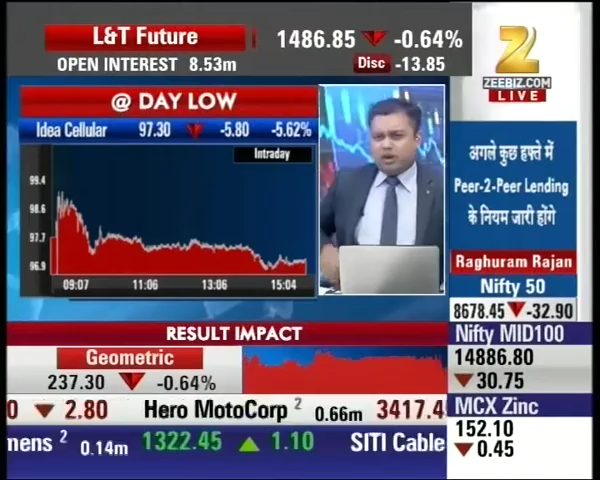 L&T Future
1486.85 -0.64%
OPEN INTEREST 8.53m
Disc -13.85
Z
ZEEBIZ.COM
LIVE
@ DAY LOW
Idea Cellular 97.30 -5.80 -5.62%
Intraday
99.4
98.6
97.7
96.9
09:07 11:06 13:06 15:04
अगले कुछ हफ्ते में
Peer-2-Peer Lending
के नियम जारी होंगे
Raghuram Rajan
Nifty 50
8678.45 -32.90
RESULT IMPACT
Geometric
237.30 -0.64%
Nifty MID100
14886.80
30.75
0 2.80 Hero MotoCorp 2 0.66m 3417.4
MCX Zinc
152.10
0.45
mens 2 0.14m 1322.45 1.10 SITI Cable